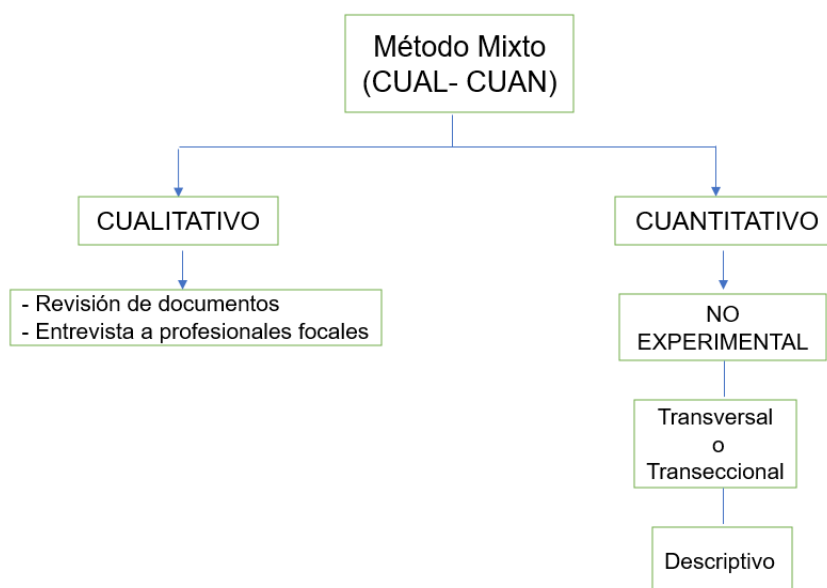 Método Mixto
(CUAL- CUAN)
CUALITATIVO
CUANTITATIVO
- Revisión de documentos
- Entrevista a profesionales focales
NO
EXPERIMENTAL
Transversal
o
Transeccional
Descriptivo